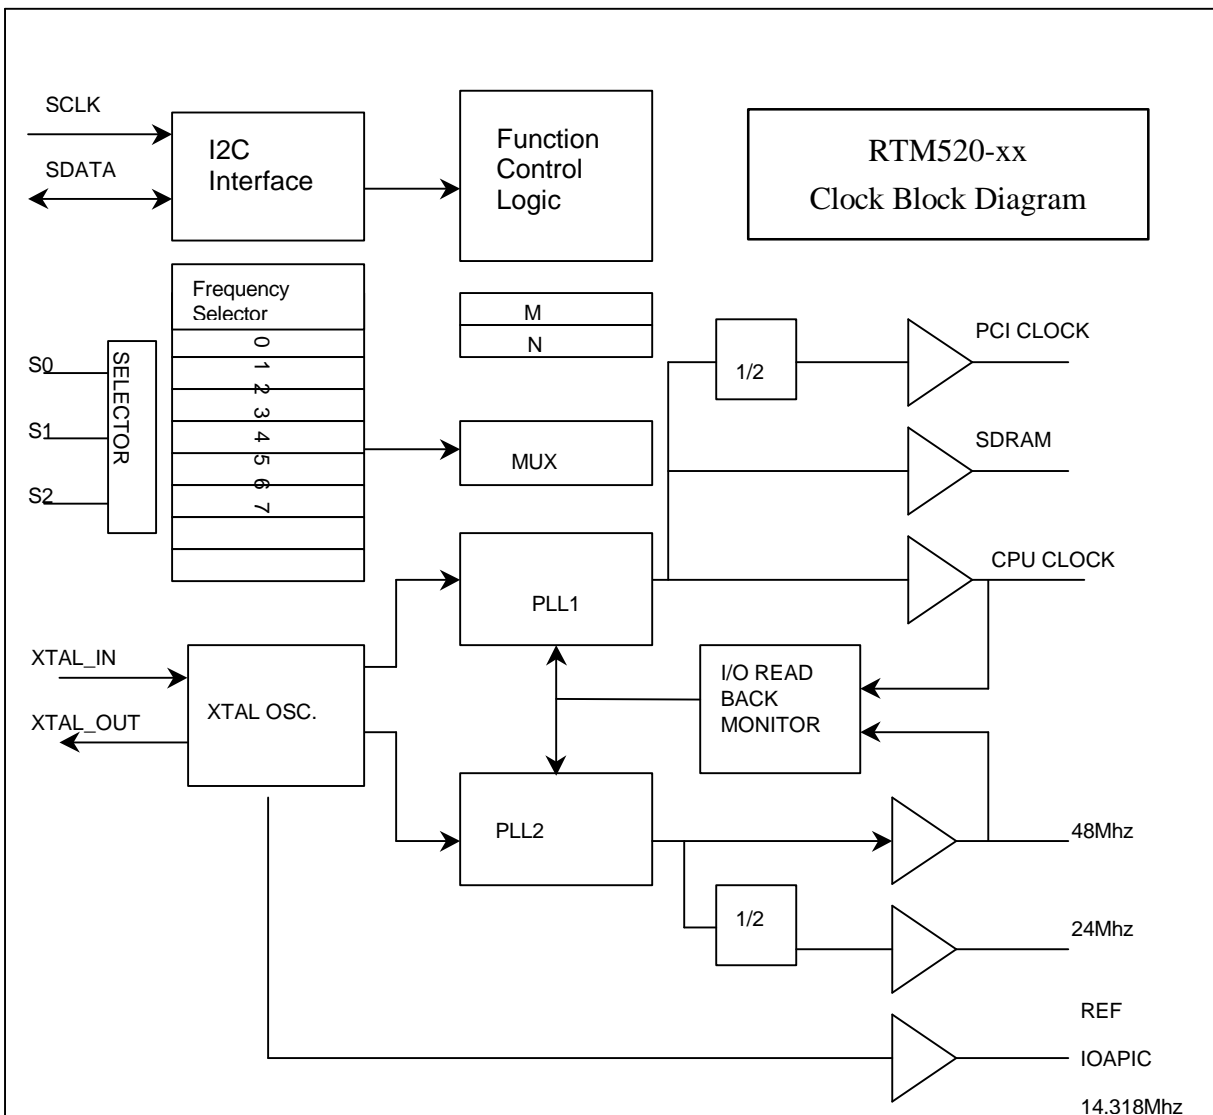 SCLK
SDATA
I2C
Interface
Function
Control
Logic
RTM520-xx
Clock Block Diagram
Frequency
Selector
0
1
2
3
4
5
6
7
SELECTOR
S0
S1
S2
M
N
MUX
1/2
PCI CLOCK
SDRAM
CPU CLOCK
PLL1
XTAL_IN
XTAL_OUT
XTAL OSC.
I/O READ
BACK
MONITOR
PLL2
48Mhz
1/2
24Mhz
REF
IOAPIC
14.318Mhz